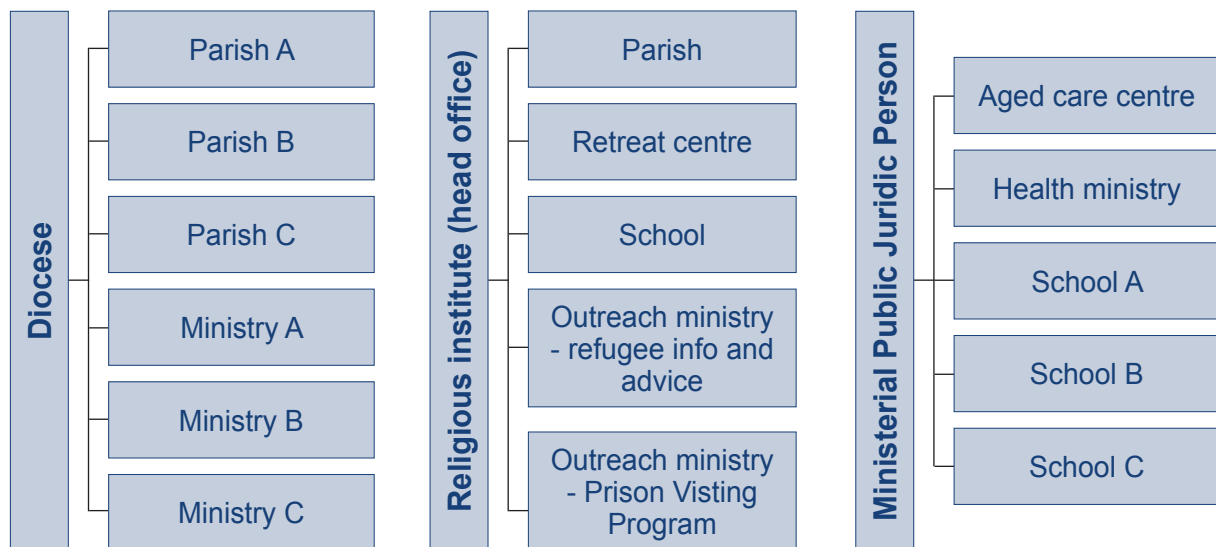 Diocese
Parish A
Parish B
Parish C
Ministry A
Ministry B
Ministry C
Religious institute (head office)
Parish
Retreat centre
School
Outreach ministry
- refugee info and
advice
Outreach ministry
- Prison Visting
Program
Ministerial Public Juridic Person
Aged care centre
Health ministry
School A
School B
School C